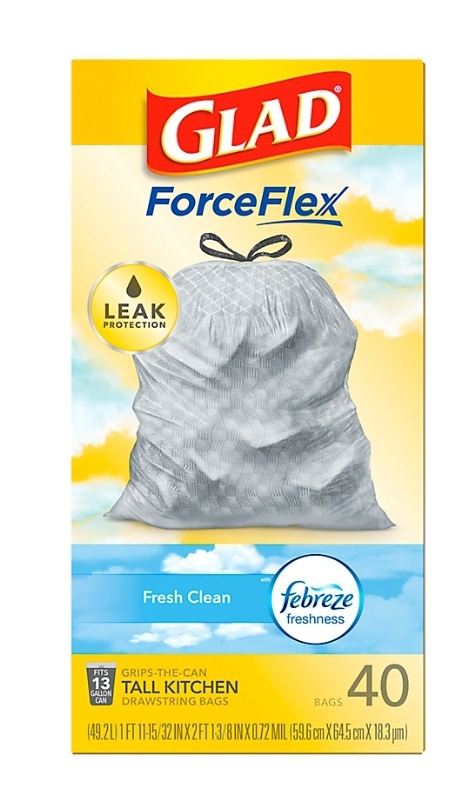 GLAD®
ForceFlex
LEAK
PROTECTION
Fresh Clean
with
febreze
freshness
FITS
13
GALLON
CAN
GRIPS-THE-CAN
TALL KITCHEN
DRAWSTRING BAGS
BAGS 40
(49.2L) 1 FT 11-15/32 IN X 2 FT 1-3/8 IN X 0.72 MIL (59.6 cm X 64.5 cm X 18.3 µm)